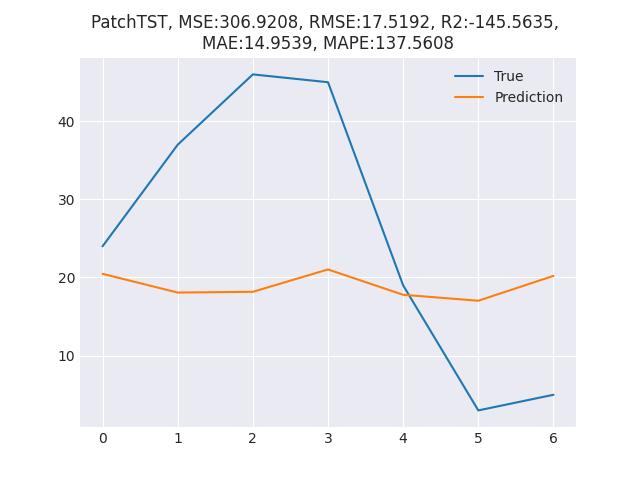 PatchTST, MSE:306.9208, RMSE:17.5192, R2:-145.5635,
MAE:14.9539, MAPE:137.5608
True
Prediction
40
30
20
10
0 1 2 3 4 5 6